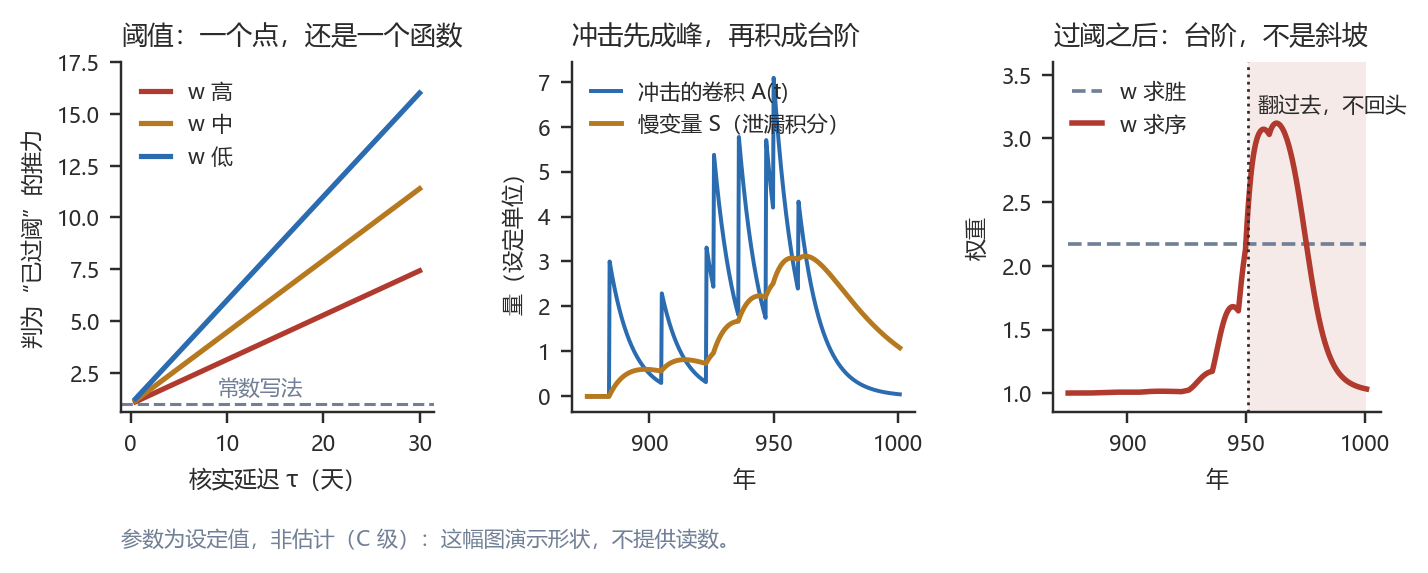 阈值：一个点，还是一个函数
17.5
15.0
12.5
10.0
7.5
5.0
2.5
判为 “已过阈” 的推力
w 高
w 中
w 低
常数写法
0
10
20
30
核实延迟 τ（天）
冲击先成峰，再积成台阶
7
6
5
4
3
2
1
0
量（设定单位）
冲击的卷积 A(t)
慢变量 S（泄漏积分）
900
950
1000
年
过阈之后：台阶，不是斜坡
3.5
3.0
2.5
2.0
1.5
1.0
权重
w 求胜
w 求序
翻过去，不回头
900
950
1000
年
参数为设定值，非估计（C 级）：这幅图演示形状，不提供读数。